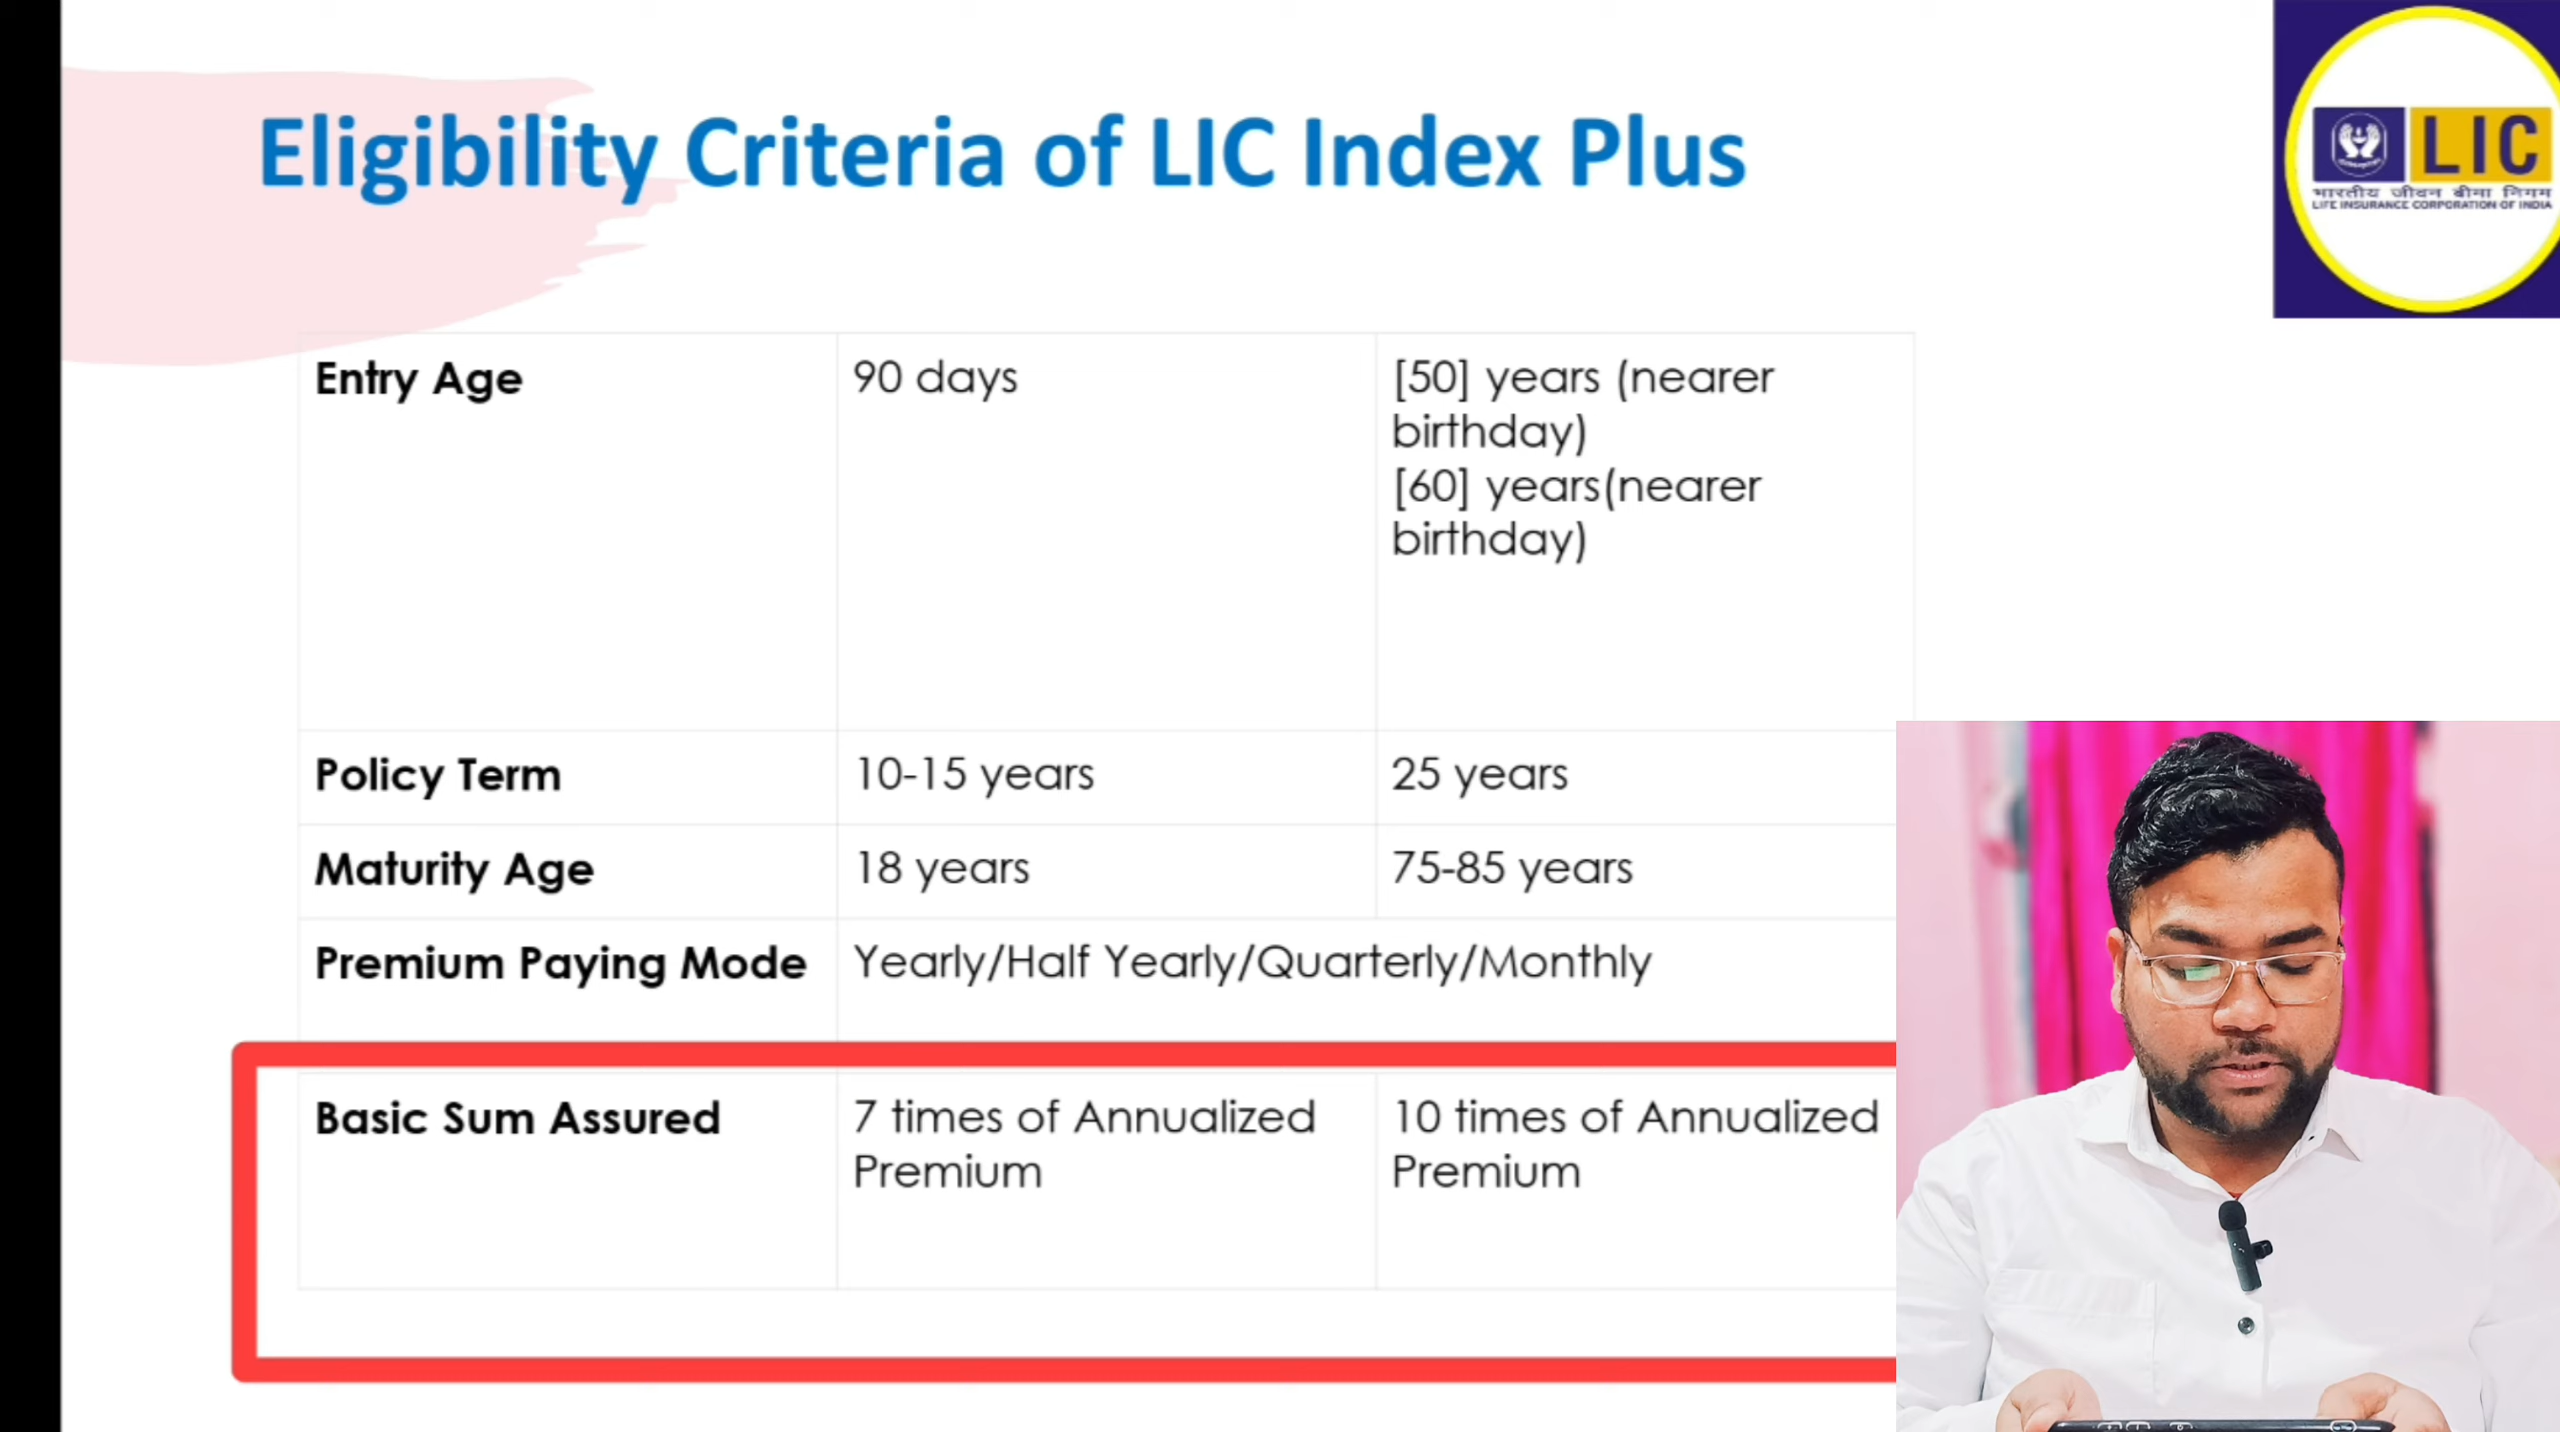 Eligibility Criteria of LIC Index Plus
LIC
भारतीय जीवन बीमा निगम
LIFE INSURANCE CORPORATION OF INDIA
Entry Age
90 days
[50] years (nearer
birthday)
[60] years(nearer
birthday)
Policy Term
10-15 years
25 years
Maturity Age
18 years
75-85 years
Premium Paying Mode
Yearly/Half Yearly/Quarterly/Monthly
Basic Sum Assured
7 times of Annualized
Premium
10 times of Annualized
Premium